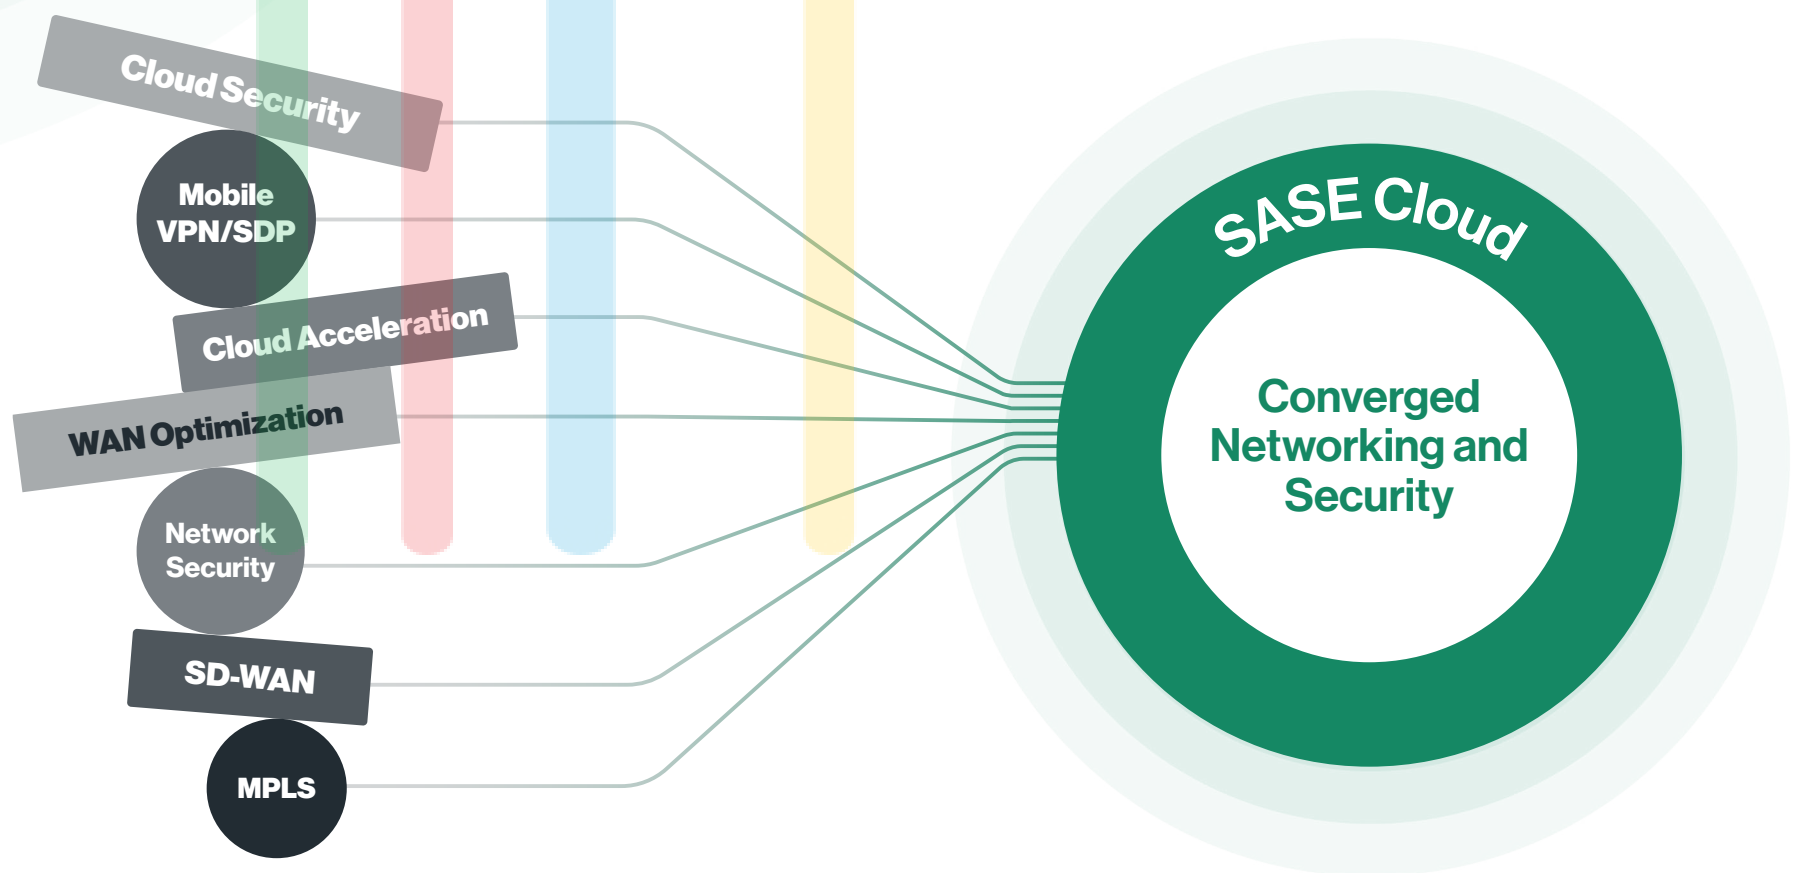 Cloud Security
Mobile
VPN/SDP
Cloud Acceleration
WAN Optimization
Network
Security
SD-WAN
MPLS
SASE Cloud
Converged
Networking and
Security